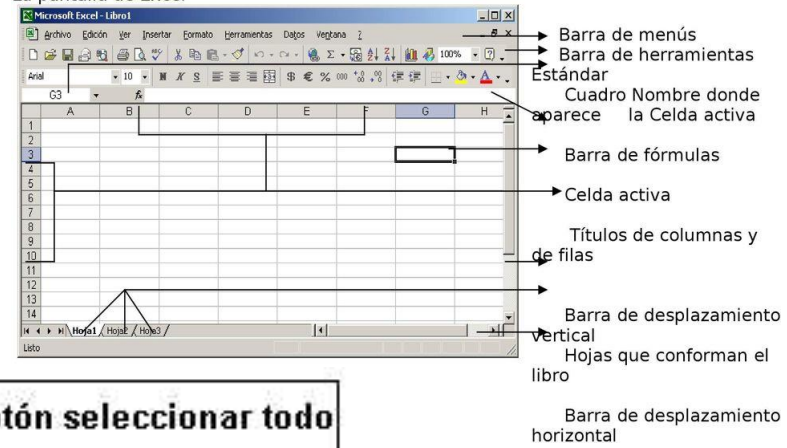 La pantalla de Excel
Microsoft Excel - Libro1
Archivo Edición Ver Insertar Formato Herramientas Datos Ventana ?
100%
Arial 10 N K S $ € % 000
G3 fx
A B C D E F G H
1
2
3
4
5
6
7
8
9
10
11
12
13
14
Hoja1 Hoja2 Hoja3
Listo
Barra de menús
Barra de herramientas
Estándar
Cuadro Nombre donde
aparece la Celda activa
Barra de fórmulas
Celda activa
Títulos de columnas y
de filas
Barra de desplazamiento
vertical
Hojas que conforman el
libro
Barra de desplazamiento
horizontal
tón seleccionar todo